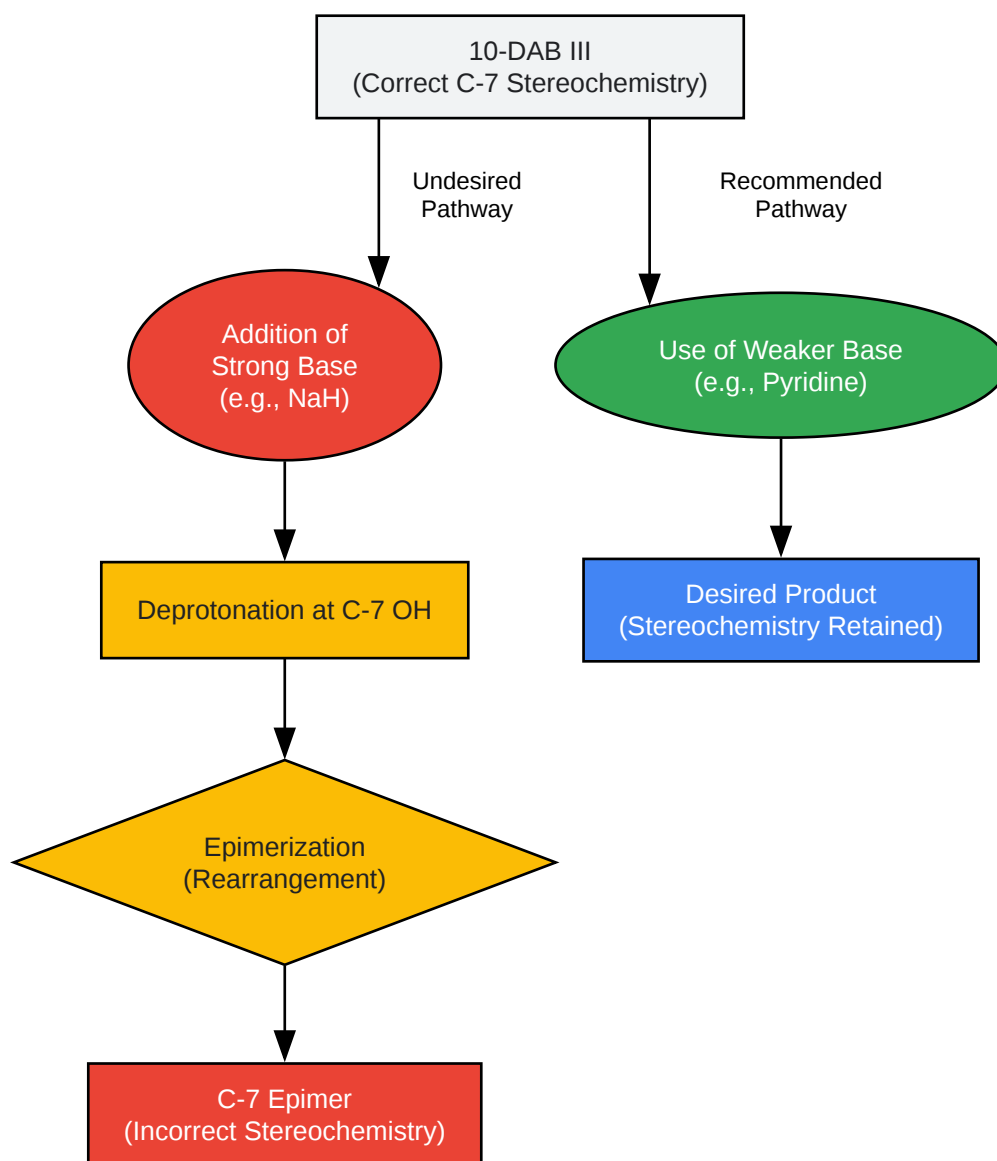 10-DAB III
(Correct C-7 Stereochemistry)
Undesired
Pathway
Recommended
Pathway
Addition of
Strong Base
(e.g., NaH)
Use of Weaker Base
(e.g., Pyridine)
Deprotonation at C-7 OH
Desired Product
(Stereochemistry Retained)
Epimerization
(Rearrangement)
C-7 Epimer
(Incorrect Stereochemistry)